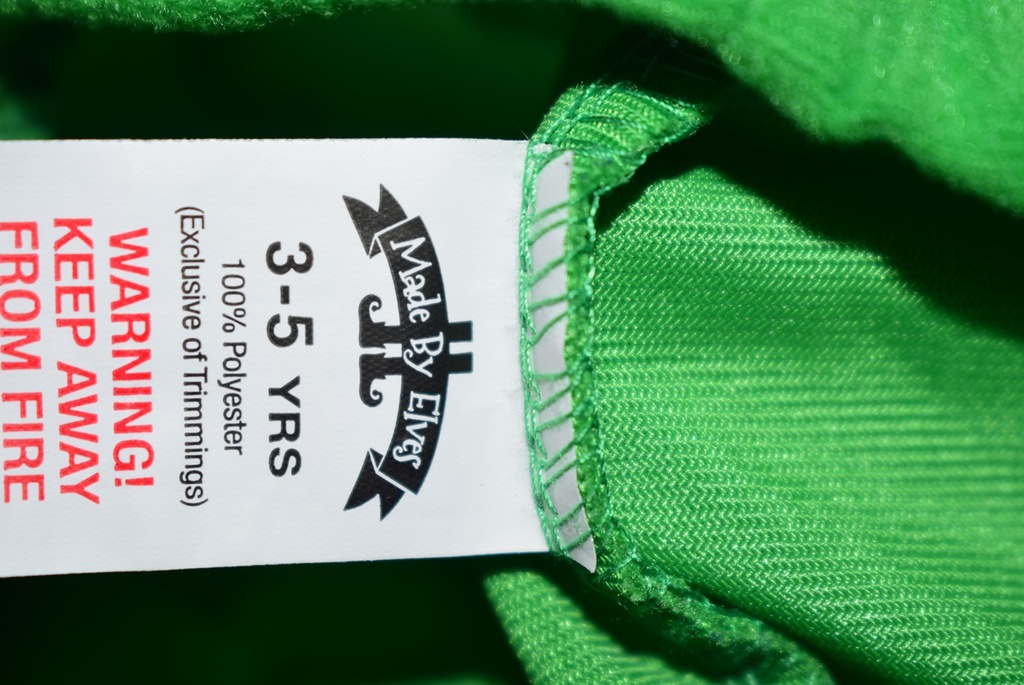 Made By Elves
3-5 YRS
100% Polyester
(Exclusive of Trimmings)
WARNING!
KEEP AWAY
FROM FIRE